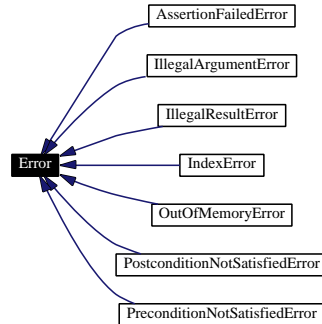 AssertionFailedError
IllegalArgumentError
IllegalResultError
Error
IndexError
OutOfMemoryError
PostconditionNotSatisfiedError
PreconditionNotSatisfiedError